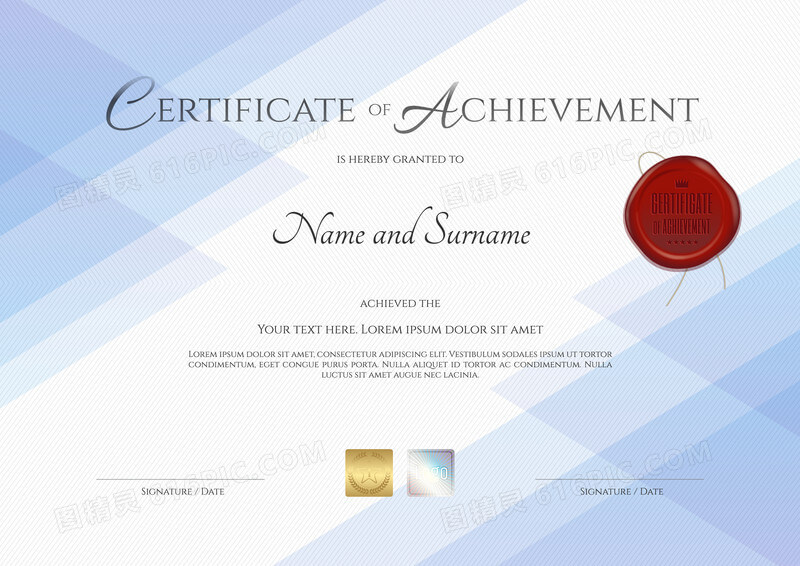 CERTIFICATE OF ACHIEVEMENT
IS HEREBY GRANTED TO
CERTIFICATE
OF ACHIEVEMENT
Name and Surname
ACHIEVED THE
YOUR TEXT HERE. LOREM IPSUM DOLOR SIT AMET
LOREM IPSUM DOLOR SIT AMET, CONSECTETUR ADIPISCING ELIT. VESTIBULUM SODALES IPSUM UT TORTOR
CONDIMENTUM, EGET CONGUE PURUS PORTA. NULLA ALIQUET ID TORTOR AC CONDIMENTUM. NULLA
LUCTUS SIT AMET AUGUE NEC LACINIA.
SIGNATURE / DATE
SIGNATURE / DATE
图精灵 616PIC.COM
图精灵 616PIC.COM
图精灵 616PIC.COM
图精灵 616PIC.COM